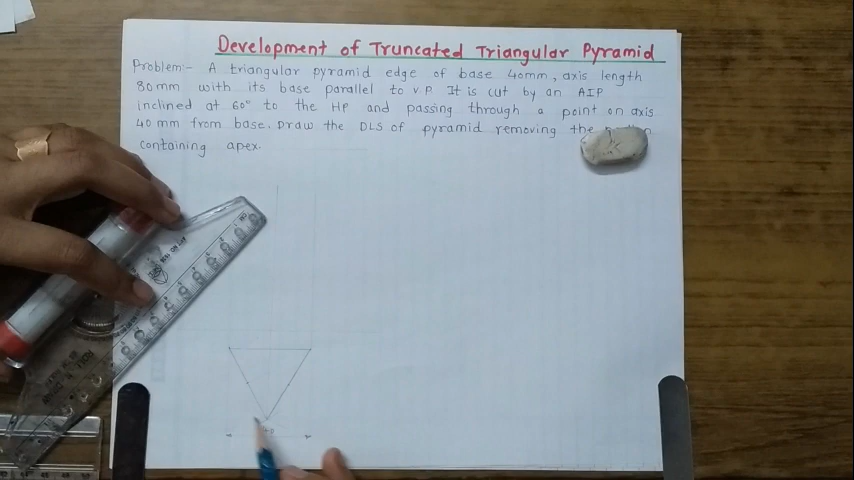 Development of Truncated Triangular Pyramid
Problem:- A triangular pyramid edge of base 40mm, axis length
80mm with its base parallel to V.P. It is cut by an AIP
inclined at 60° to the HP and passing through a point on axis
40 mm from base. Draw the DLS of pyramid removing the
containing apex.